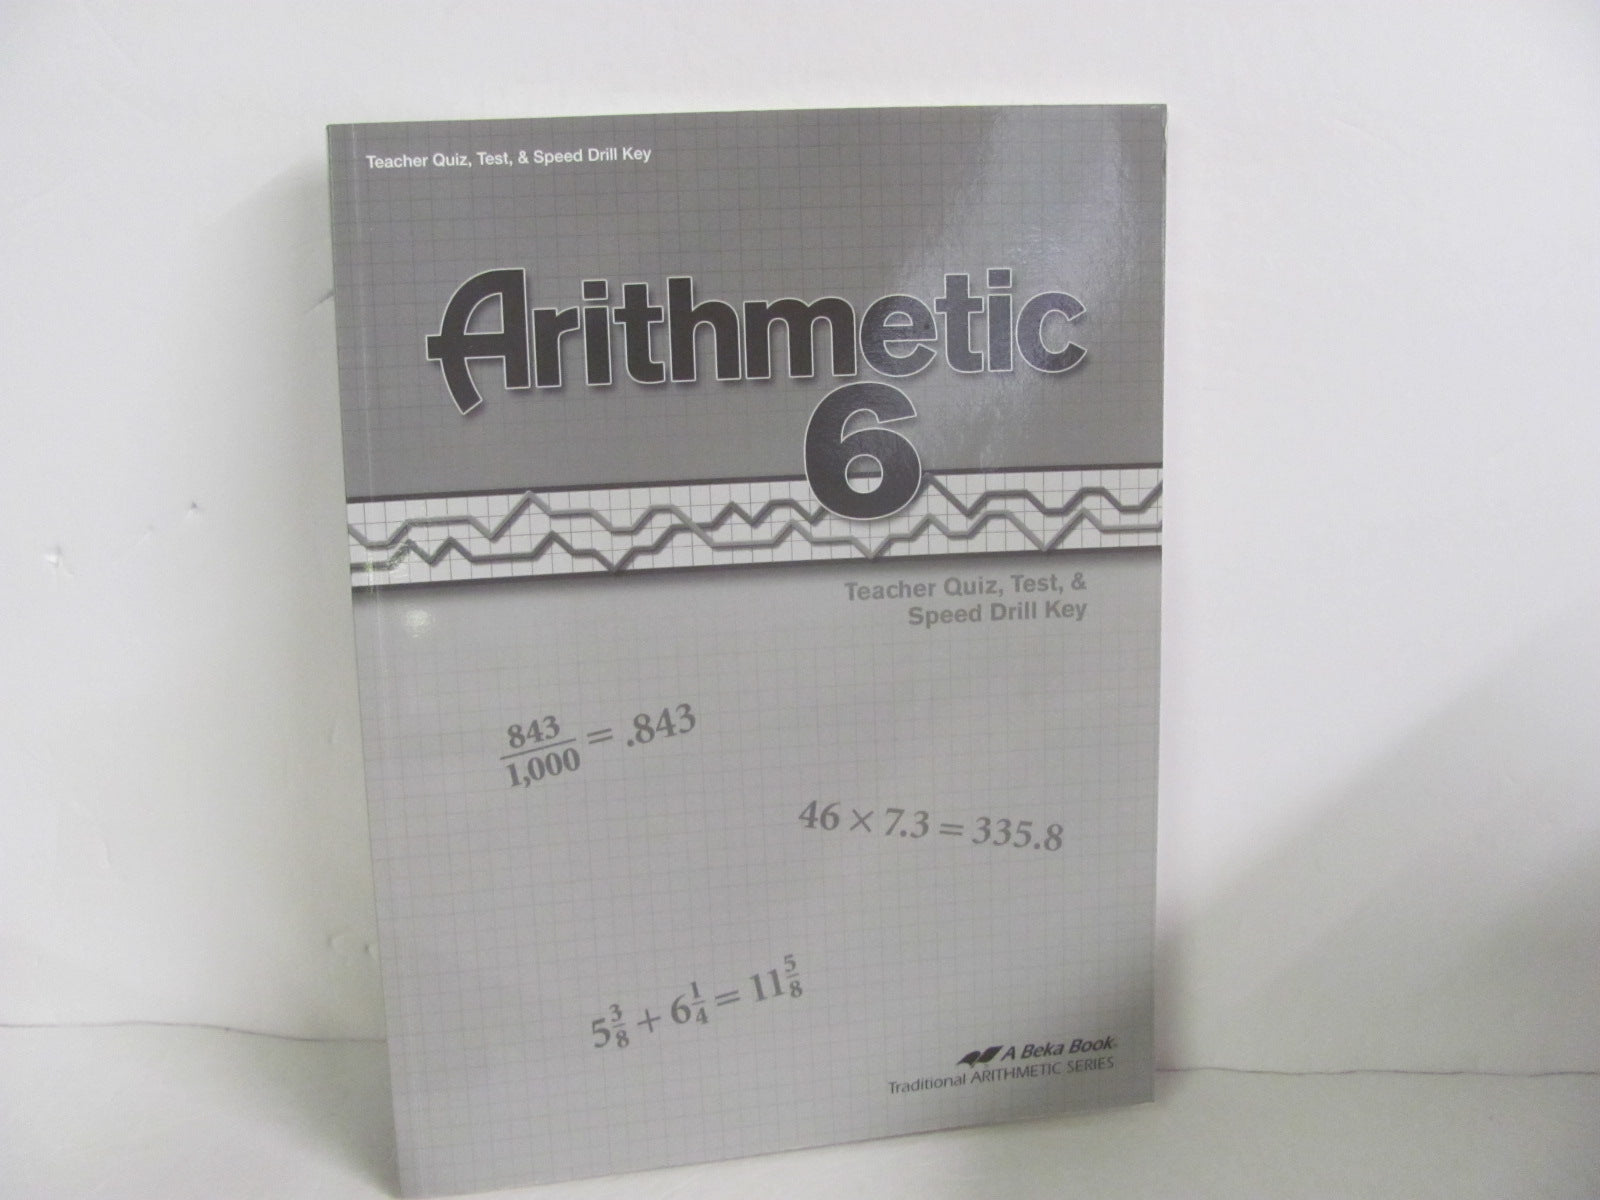 Teacher Quiz, Test, & Speed Drill Key
Arithmetic
6
Teacher Quiz, Test, &
Speed Drill Key
843/1,000 = .843
46 × 7.3 = 335.8
5 3/8 + 6 1/4 = 11 5/8
A Beka Book®
Traditional ARITHMETIC SERIES